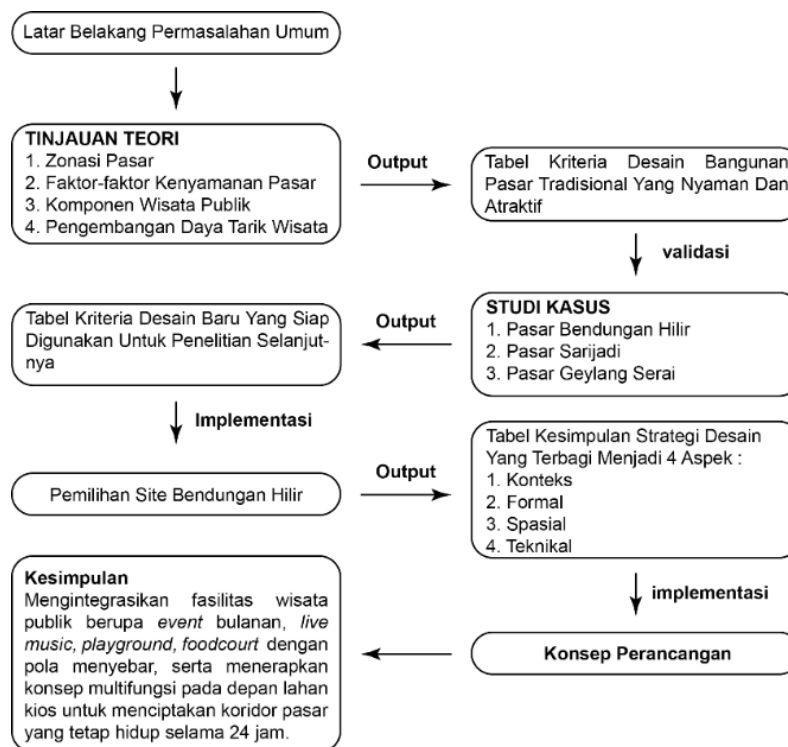 Latar Belakang Permasalahan Umum
TINJAUAN TEORI
1. Zonasi Pasar
2. Faktor-faktor Kenyamanan Pasar
3. Komponen Wisata Publik
4. Pengembangan Daya Tarik Wisata
Output
Tabel Kriteria Desain Bangunan
Pasar Tradisional Yang Nyaman Dan
Atraktif
validasi
STUDI KASUS
1. Pasar Bendungan Hilir
2. Pasar Sarijadi
3. Pasar Geylang Serai
Output
Tabel Kriteria Desain Baru Yang Siap
Digunakan Untuk Penelitian Selanjut-
nya
Implementasi
Pemilihan Site Bendungan Hilir
Output
Tabel Kesimpulan Strategi Desain
Yang Terbagi Menjadi 4 Aspek :
1. Konteks
2. Formal
3. Spasial
4. Teknikal
implementasi
Konsep Perancangan
Kesimpulan
Mengintegrasikan fasilitas wisata
publik berupa event bulanan, live
music, playground, foodcourt dengan
pola menyebar, serta menerapkan
konsep multifungsi pada depan lahan
kios untuk menciptakan koridor pasar
yang tetap hidup selama 24 jam.